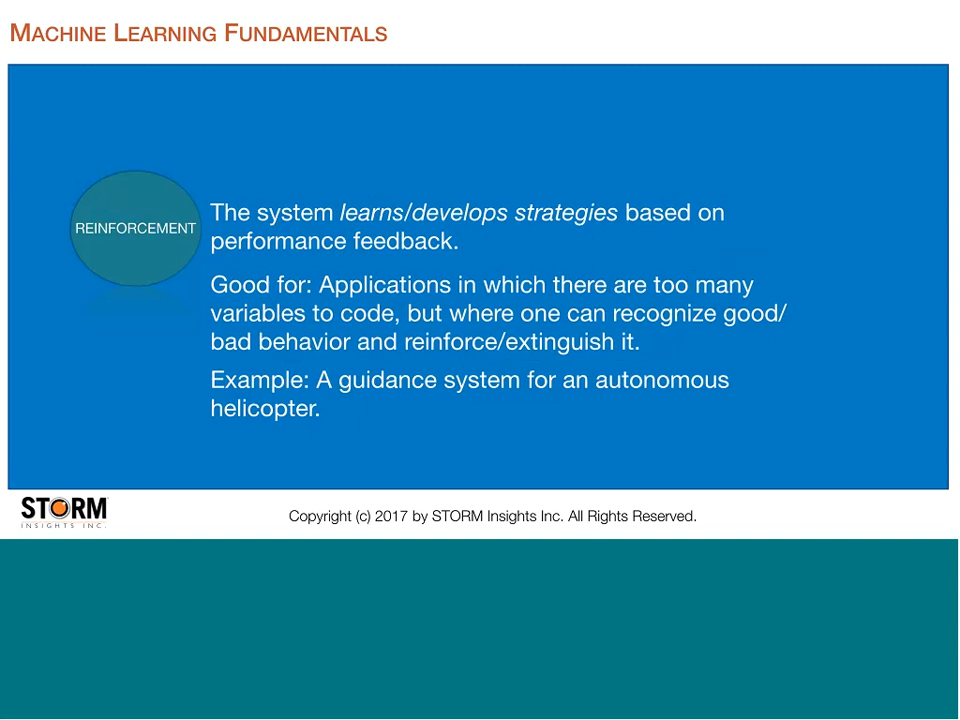 MACHINE LEARNING FUNDAMENTALS
REINFORCEMENT
The system learns/develops strategies based on
performance feedback.
Good for: Applications in which there are too many
variables to code, but where one can recognize good/
bad behavior and reinforce/extinguish it.
Example: A guidance system for an autonomous
helicopter.
STORM
INSIGHTS INC.
Copyright (c) 2017 by STORM Insights Inc. All Rights Reserved.